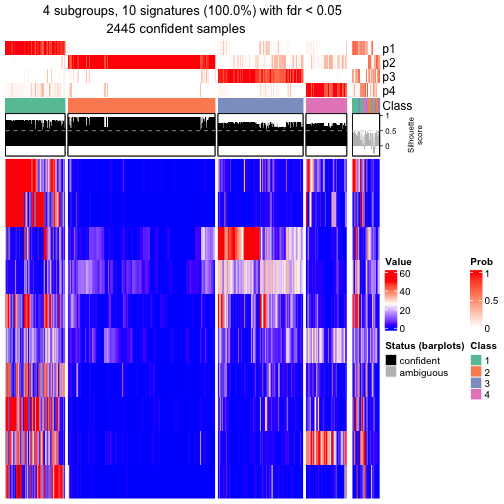 4 subgroups, 10 signatures (100.0%) with fdr < 0.05
2445 confident samples
p1
p2
p3
p4
Class
1
0.5
0
Silhouette
score
Value
60
40
20
0
Prob
1
0.5
0
Status (barplots)
confident
ambiguous
Class
1
2
3
4